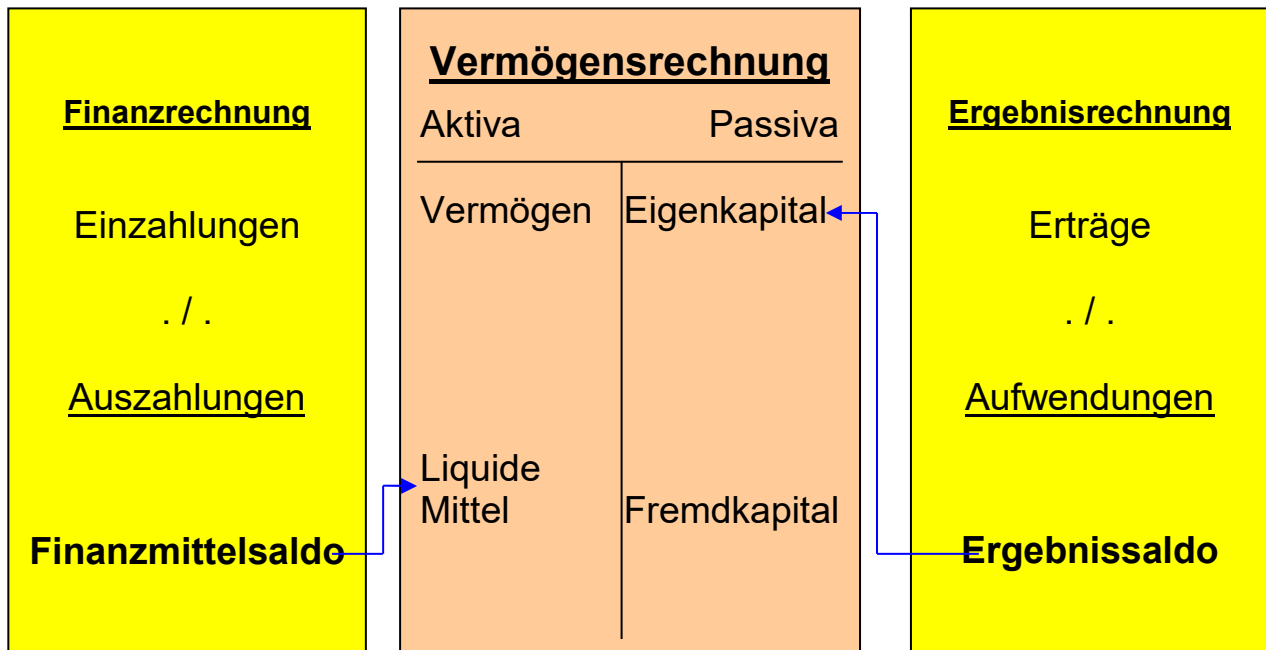 Finanzrechnung
Einzahlungen
. / .
Auszahlungen
Finanzmittelsaldo
Vermögensrechnung
Aktiva Passiva
Vermögen Eigenkapital
Liquide
Mittel Fremdkapital
Ergebnisrechnung
Erträge
. / .
Aufwendungen
Ergebnissaldo